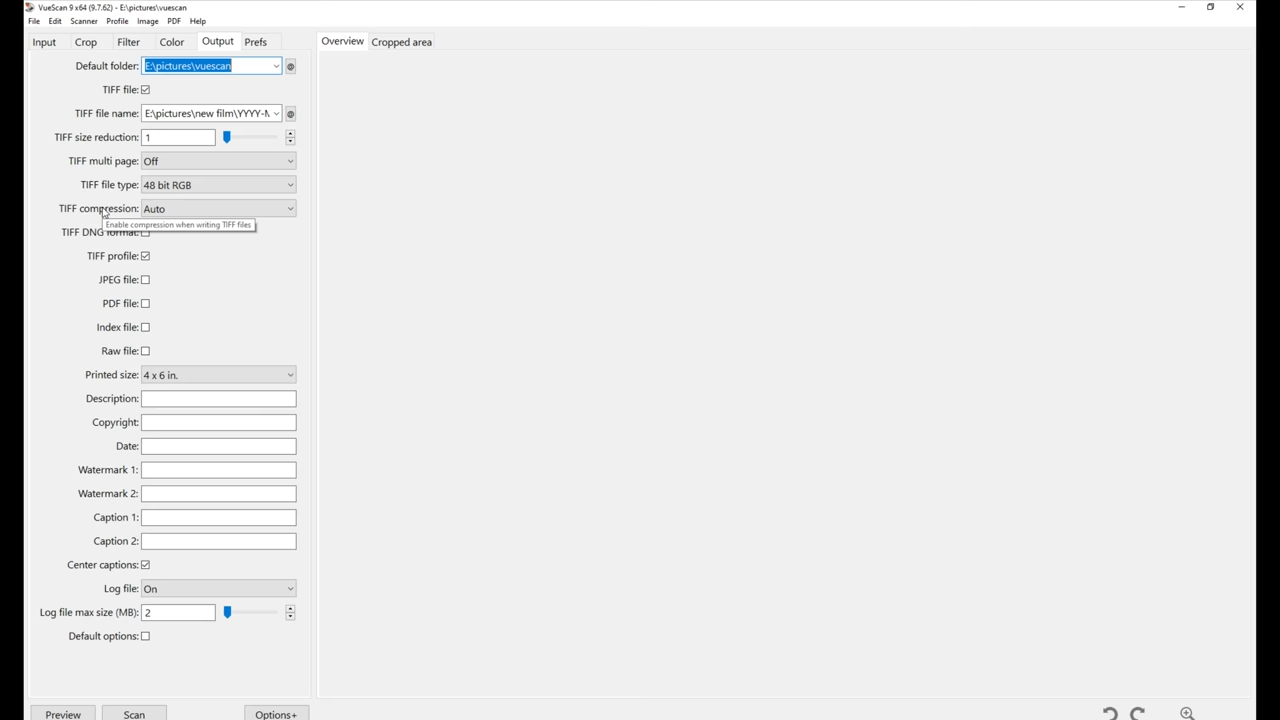 VueScan 9 x64 (9.7.62) - E:\pictures\vuescan
File Edit Scanner Profile Image PDF Help
Input Crop Filter Color Output Prefs Overview Cropped area
Default folder: E:\pictures\vuescan @
TIFF file:
TIFF file name: E:\pictures\new film\YYYY-M @
TIFF size reduction: 1
TIFF multi page: Off
TIFF file type: 48 bit RGB
TIFF compression: Auto
Enable compression when writing TIFF files
TIFF DNG format:
TIFF profile:
JPEG file:
PDF file:
Index file:
Raw file:
Printed size: 4 x 6 in.
Description:
Copyright:
Date:
Watermark 1:
Watermark 2:
Caption 1:
Caption 2:
Center captions:
Log file: On
Log file max size (MB): 2
Default options:
Preview Scan Options+